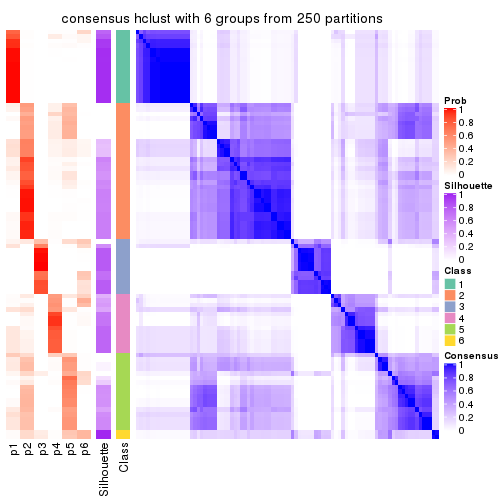 consensus hclust with 6 groups from 250 partitions
Prob
1
0.8
0.6
0.4
0.2
0
Silhouette
1
0.8
0.6
0.4
0.2
0
Class
1
2
3
4
5
6
Consensus
1
0.8
0.6
0.4
0.2
0
p1
p2
p3
p4
p5
p6
Silhouette
Class